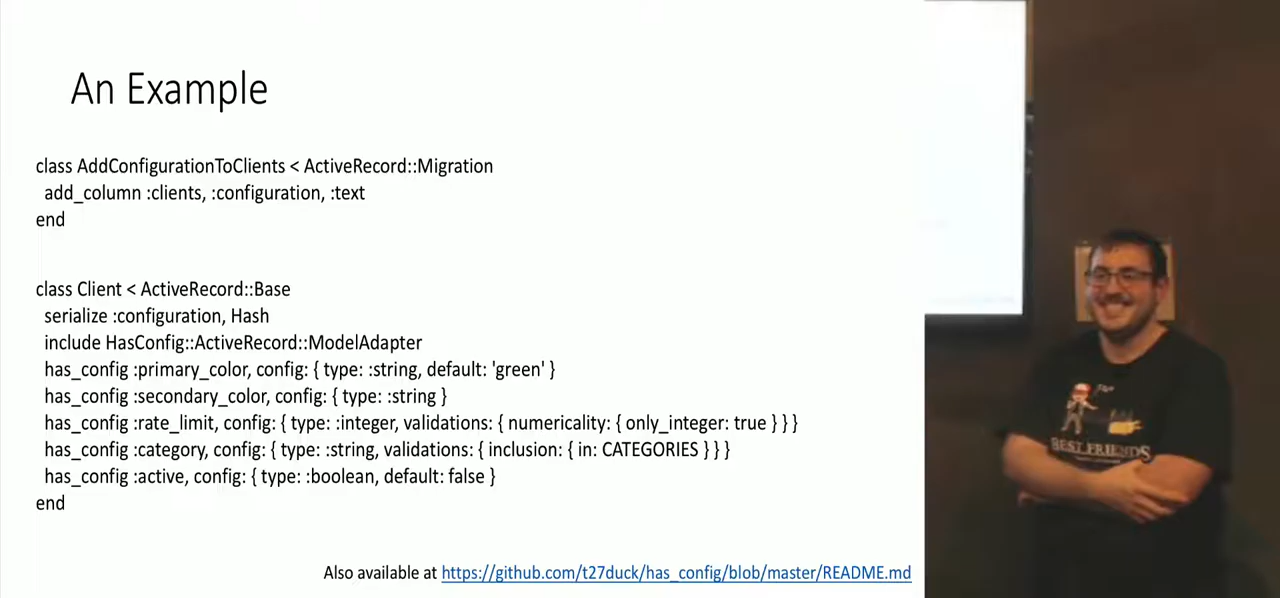 An Example
class AddConfigurationToClients < ActiveRecord::Migration
add_column :clients, :configuration, :text
end
class Client < ActiveRecord::Base
serialize :configuration, Hash
include HasConfig::ActiveRecord::ModelAdapter
has_config :primary_color, config: { type: :string, default: 'green' }
has_config :secondary_color, config: { type: :string }
has_config :rate_limit, config: { type: :integer, validations: { numericality: { only_integer: true } } }
has_config :category, config: { type: :string, validations: { inclusion: { in: CATEGORIES } } }
has_config :active, config: { type: :boolean, default: false }
end
Also available at https://github.com/t27duck/has_config/blob/master/README.md
BEST FRIENDS